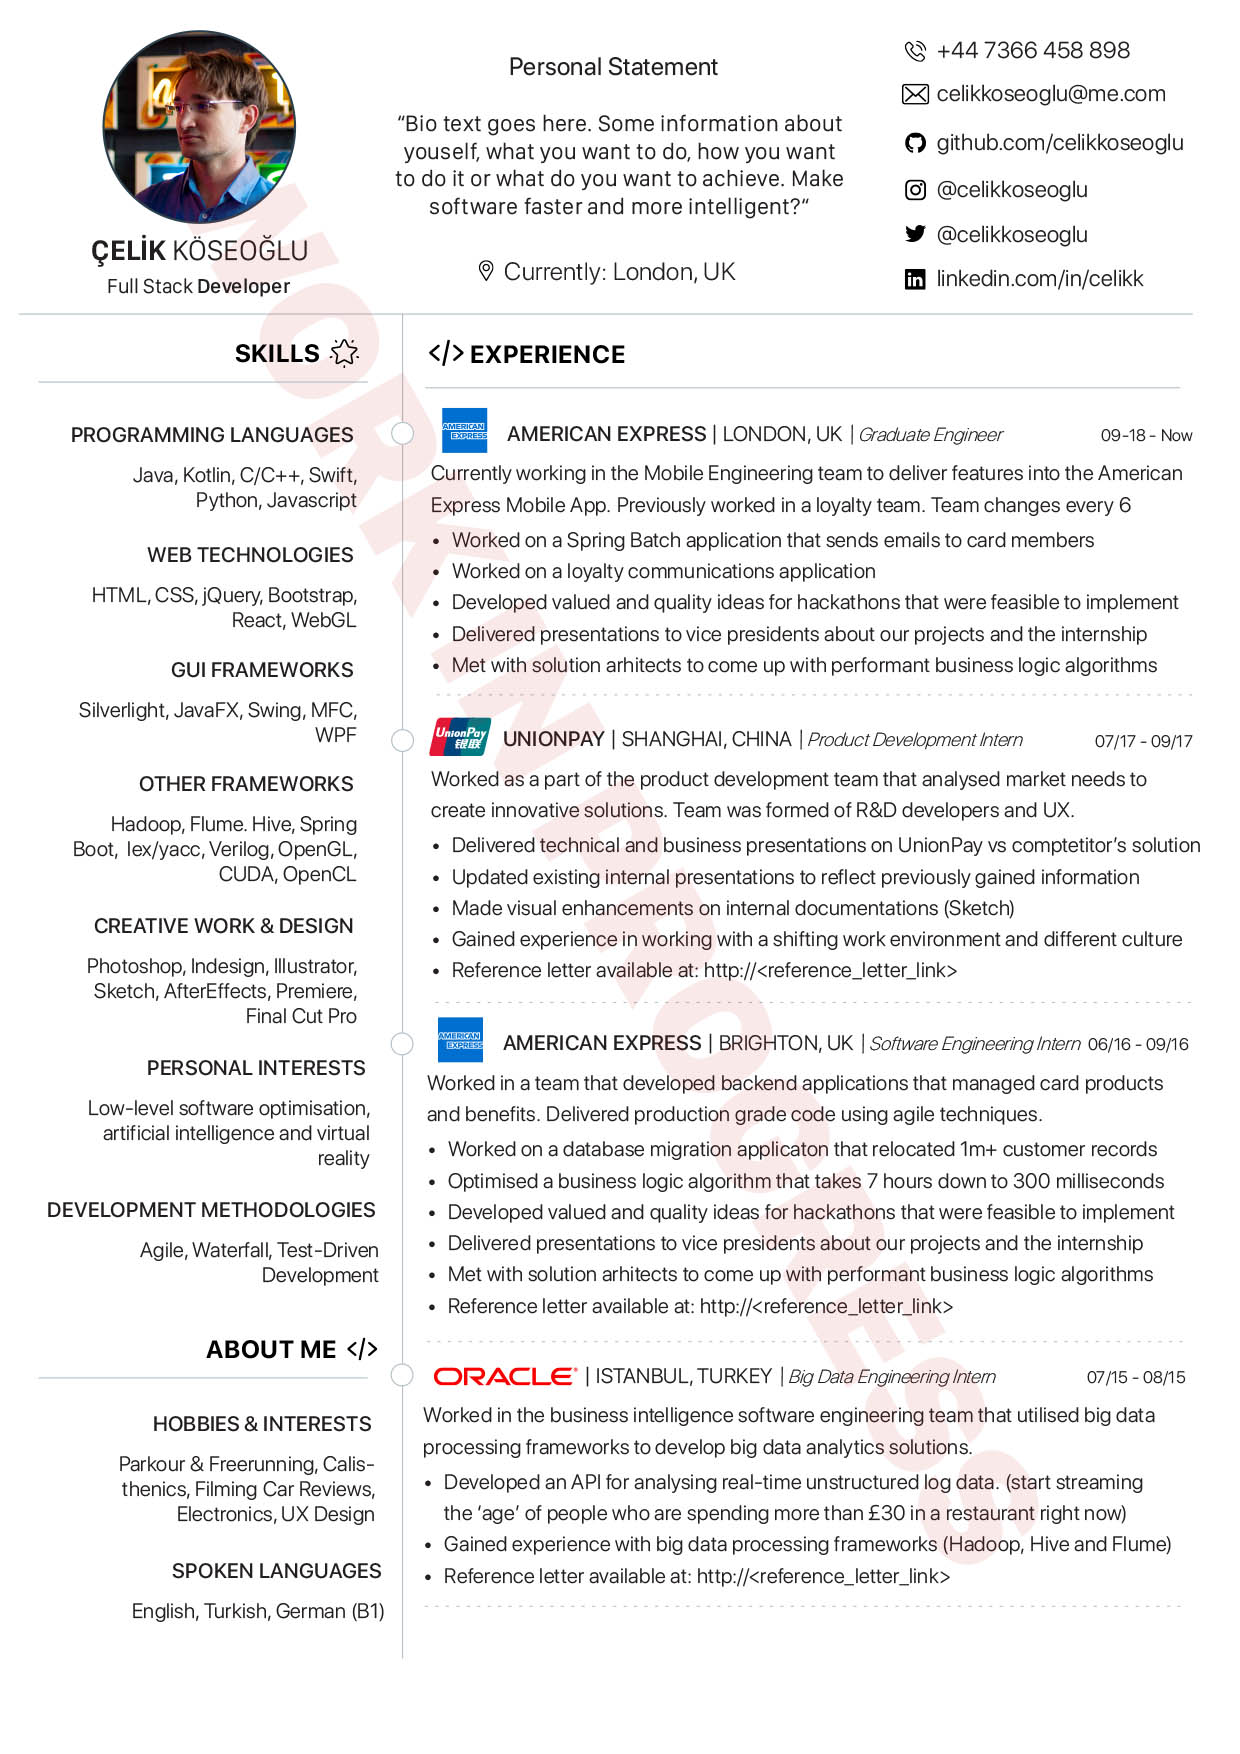 ÇELİK KÖSEOĞLU
Full Stack Developer
Personal Statement
“Bio text goes here. Some information about
youself, what you want to do, how you want
to do it or what do you want to achieve. Make
software faster and more intelligent?“
Currently: London, UK
+44 7366 458 898
celikkoseoglu@me.com
github.com/celikkoseoglu
@celikkoseoglu
@celikkoseoglu
linkedin.com/in/celikk
SKILLS
PROGRAMMING LANGUAGES
Java, Kotlin, C/C++, Swift,
Python, Javascript
WEB TECHNOLOGIES
HTML, CSS, jQuery, Bootstrap,
React, WebGL
GUI FRAMEWORKS
Silverlight, JavaFX, Swing, MFC,
WPF
OTHER FRAMEWORKS
Hadoop, Flume. Hive, Spring
Boot, lex/yacc, Verilog, OpenGL,
CUDA, OpenCL
CREATIVE WORK & DESIGN
Photoshop, Indesign, Illustrator,
Sketch, AfterEffects, Premiere,
Final Cut Pro
PERSONAL INTERESTS
Low-level software optimisation,
artificial intelligence and virtual
reality
DEVELOPMENT METHODOLOGIES
Agile, Waterfall, Test-Driven
Development
ABOUT ME </>
HOBBIES & INTERESTS
Parkour & Freerunning, Calis-
thenics, Filming Car Reviews,
Electronics, UX Design
SPOKEN LANGUAGES
English, Turkish, German (B1)
</> EXPERIENCE
AMERICAN EXPRESS
AMERICAN EXPRESS | LONDON, UK | Graduate Engineer 09-18 - Now
Currently working in the Mobile Engineering team to deliver features into the American
Express Mobile App. Previously worked in a loyalty team. Team changes every 6
• Worked on a Spring Batch application that sends emails to card members
• Worked on a loyalty communications application
• Developed valued and quality ideas for hackathons that were feasible to implement
• Delivered presentations to vice presidents about our projects and the internship
• Met with solution arhitects to come up with performant business logic algorithms
UnionPay 银联
UNIONPAY | SHANGHAI, CHINA | Product Development Intern 07/17 - 09/17
Worked as a part of the product development team that analysed market needs to
create innovative solutions. Team was formed of R&D developers and UX.
• Delivered technical and business presentations on UnionPay vs comptetitor’s solution
• Updated existing internal presentations to reflect previously gained information
• Made visual enhancements on internal documentations (Sketch)
• Gained experience in working with a shifting work environment and different culture
• Reference letter available at: http://<reference_letter_link>
AMERICAN EXPRESS
AMERICAN EXPRESS | BRIGHTON, UK | Software Engineering Intern 06/16 - 09/16
Worked in a team that developed backend applications that managed card products
and benefits. Delivered production grade code using agile techniques.
• Worked on a database migration applicaton that relocated 1m+ customer records
• Optimised a business logic algorithm that takes 7 hours down to 300 milliseconds
• Developed valued and quality ideas for hackathons that were feasible to implement
• Delivered presentations to vice presidents about our projects and the internship
• Met with solution arhitects to come up with performant business logic algorithms
• Reference letter available at: http://<reference_letter_link>
ORACLE | ISTANBUL, TURKEY | Big Data Engineering Intern 07/15 - 08/15
Worked in the business intelligence software engineering team that utilised big data
processing frameworks to develop big data analytics solutions.
• Developed an API for analysing real-time unstructured log data. (start streaming
the ‘age’ of people who are spending more than £30 in a restaurant right now)
• Gained experience with big data processing frameworks (Hadoop, Hive and Flume)
• Reference letter available at: http://<reference_letter_link>
WORK IN PROGRESS